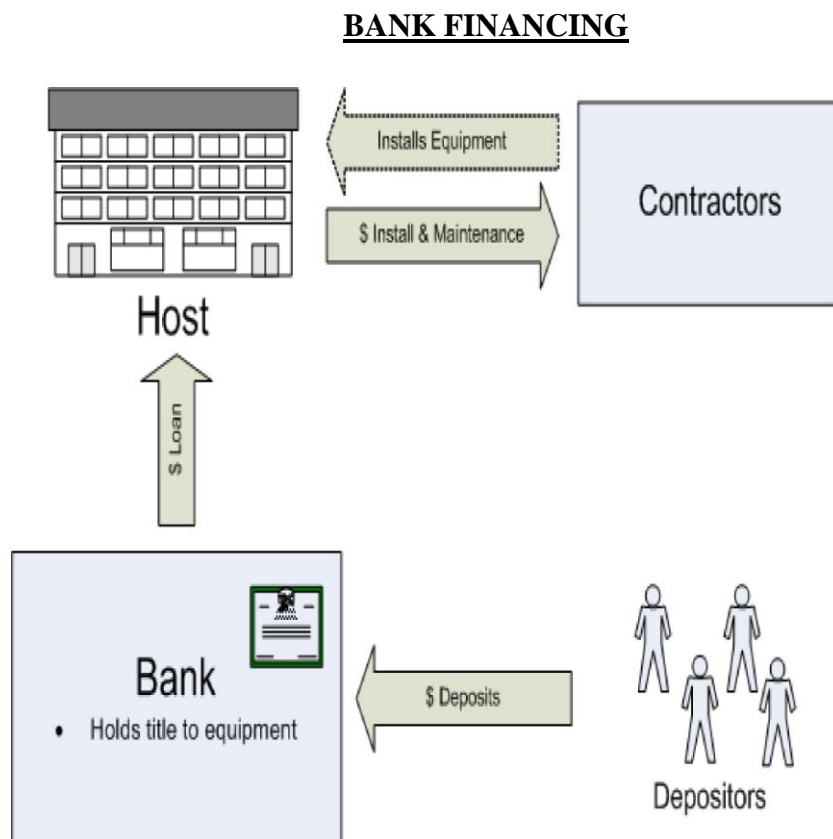 BANK FINANCING
Installs Equipment
Contractors
$ Install & Maintenance
Host
$ Loan
Bank
• Holds title to equipment
$ Deposits
Depositors